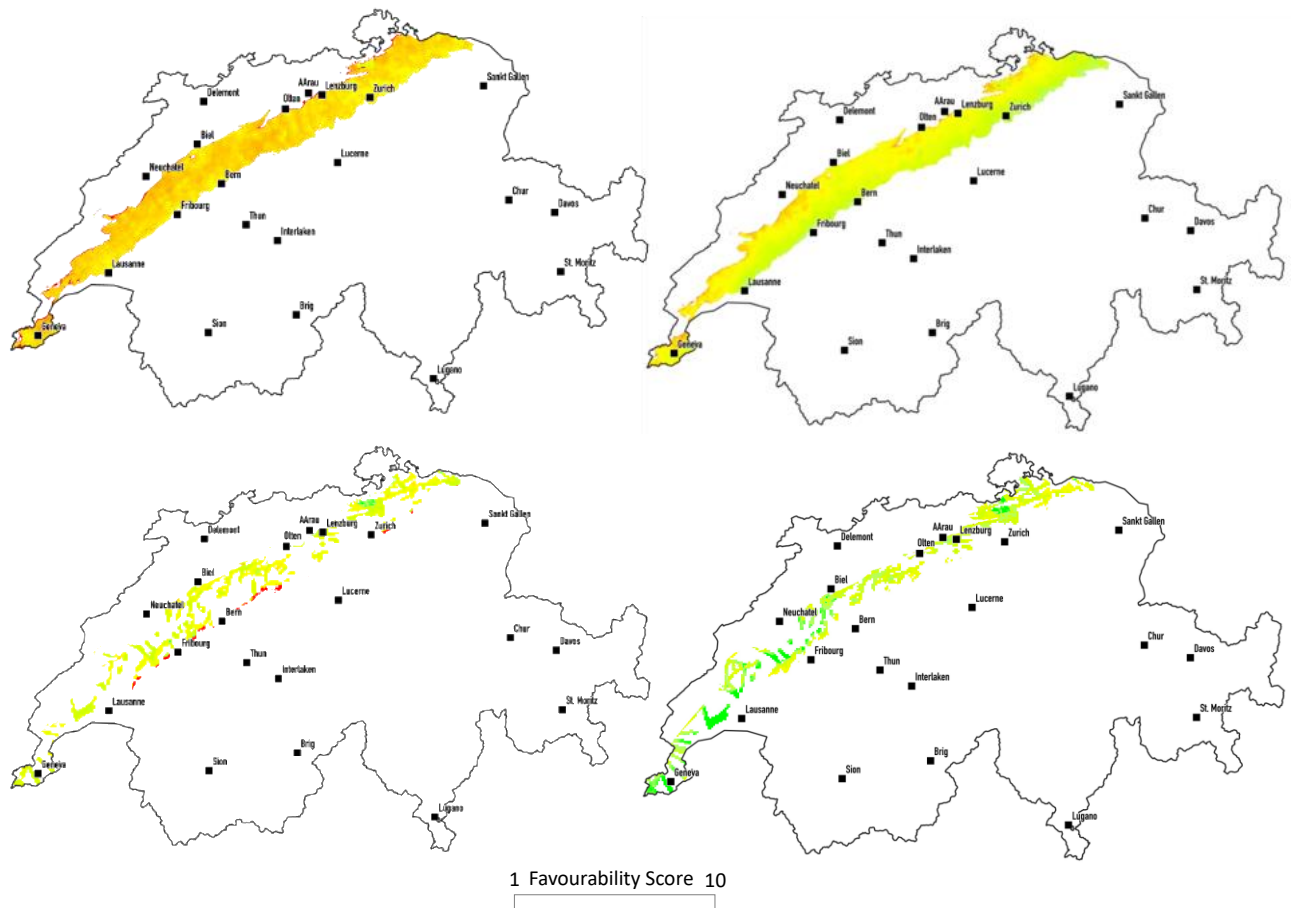 Sankt Gallen
AArau
Lenzburg
Zurich
Olten
Delemont
Biel
Lucerne
Neuchatel
Bern
Chur
Davos
Fribourg
Thun
Interlaken
Lausanne
St. Moritz
Brig
Sion
Geneva
Lugano
Sankt Gallen
AArau
Lenzburg
Zurich
Olten
Delemont
Biel
Lucerne
Neuchatel
Bern
Chur
Davos
Fribourg
Thun
Interlaken
Lausanne
St. Moritz
Brig
Sion
Geneva
Lugano
Sankt Gallen
AArau
Lenzburg
Zurich
Olten
Delemont
Biel
Lucerne
Neuchatel
Bern
Chur
Davos
Fribourg
Thun
Interlaken
Lausanne
St. Moritz
Brig
Sion
Geneva
Lugano
Sankt Gallen
AArau
Lenzburg
Zurich
Olten
Delemont
Biel
Lucerne
Neuchatel
Bern
Chur
Davos
Fribourg
Thun
Interlaken
Lausanne
St. Moritz
Brig
Sion
Geneva
Lugano
1 Favourability Score 10